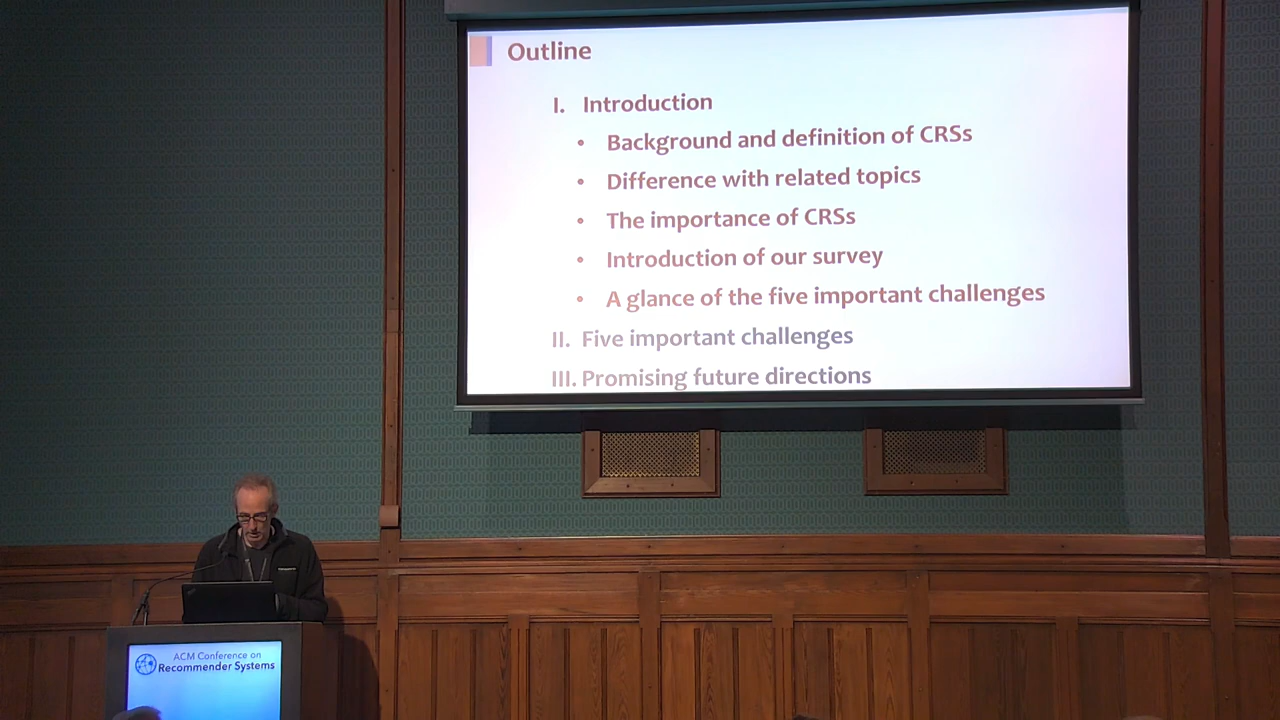 Outline
I. Introduction
• Background and definition of CRSs
• Difference with related topics
• The importance of CRSs
• Introduction of our survey
• A glance of the five important challenges
II. Five important challenges
III. Promising future directions
ACM Conference on
Recommender Systems